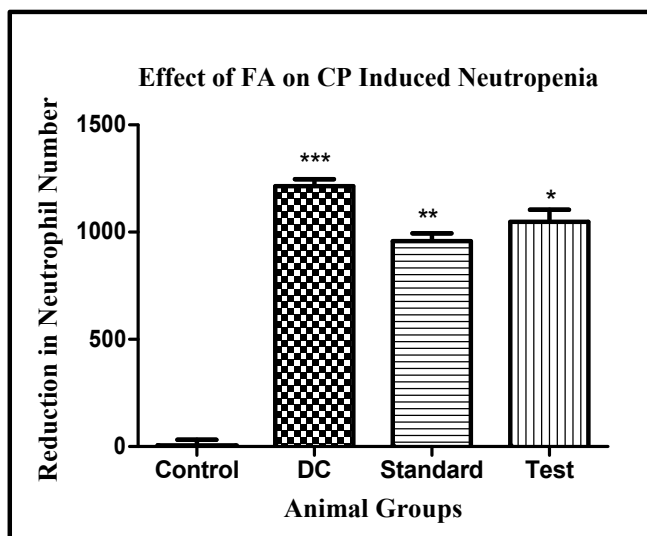 Effect of FA on CP Induced Neutropenia
Reduction in Neutrophil Number
1500
1000
500
0
***
**
*
Control DC Standard Test
Animal Groups